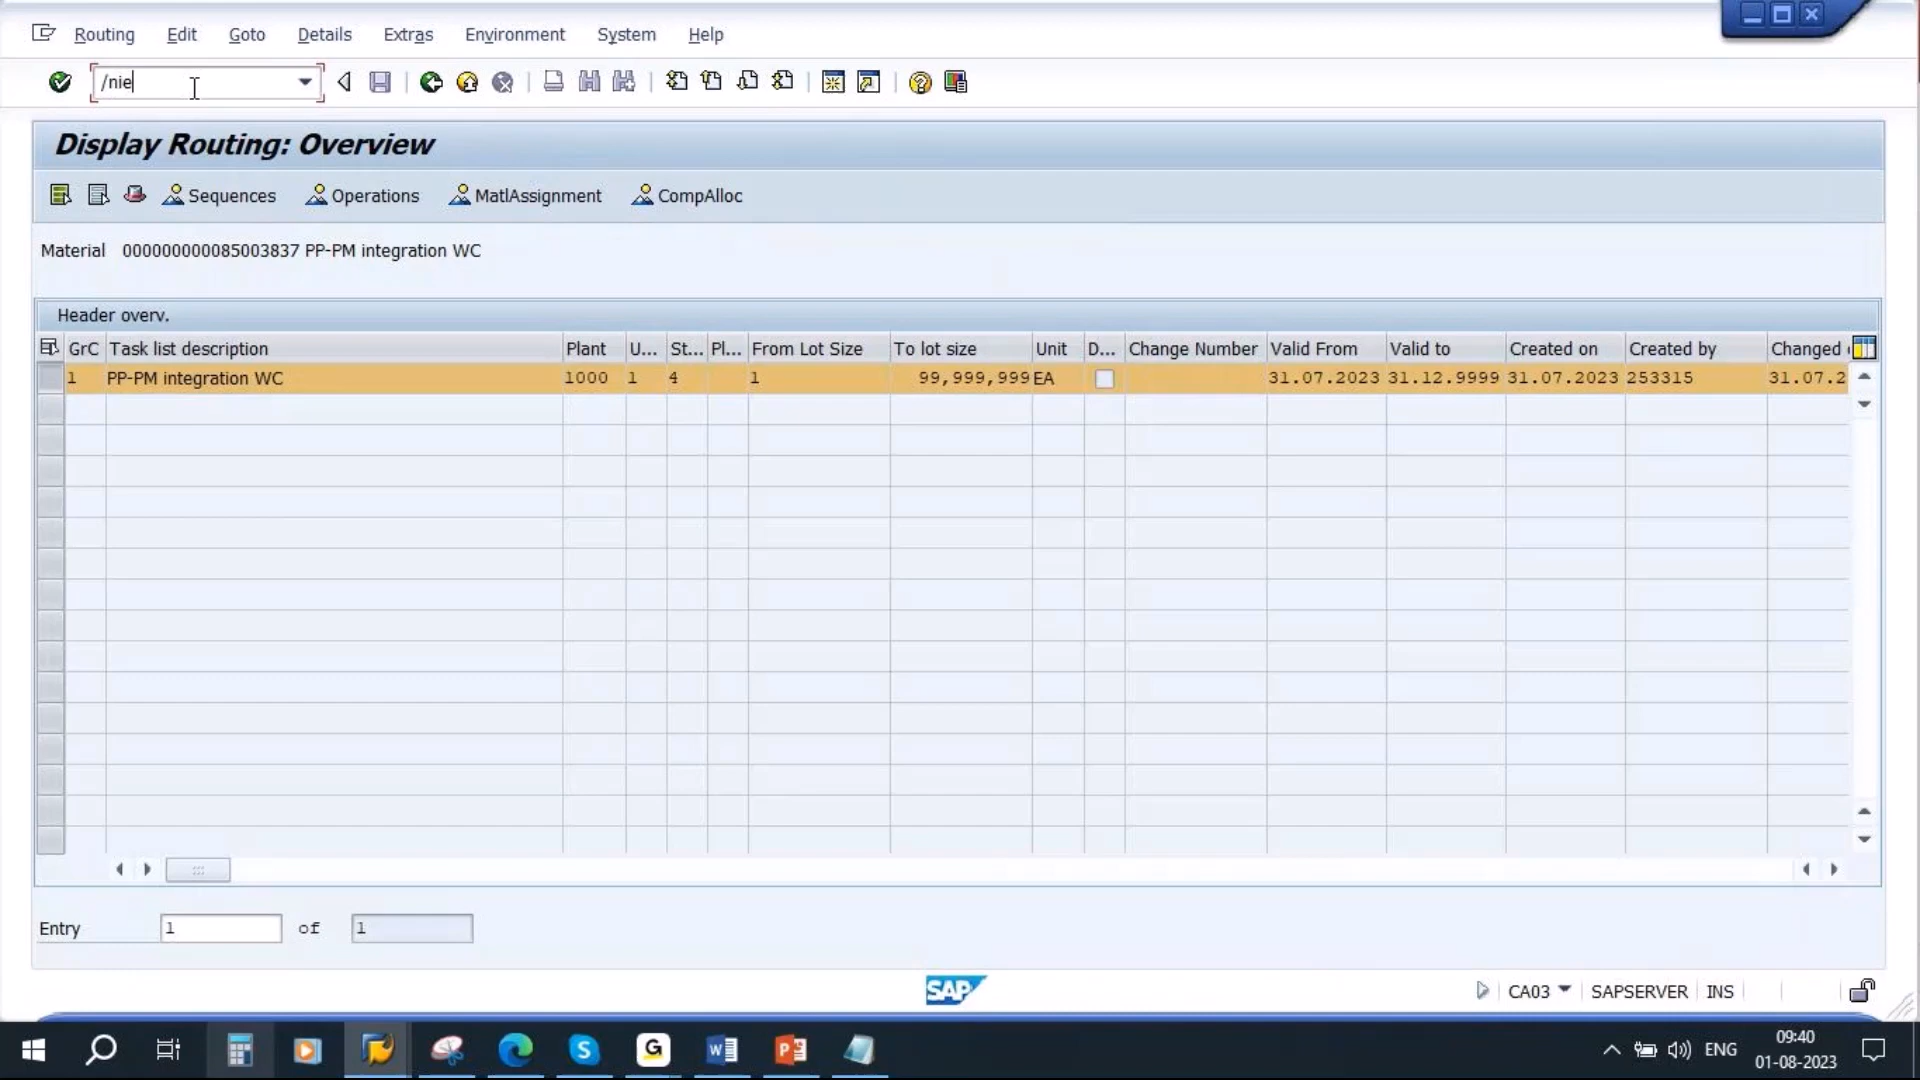 Routing Edit Goto Details Extras Environment System Help
/nie
Display Routing: Overview
Sequences Operations MatlAssignment CompAlloc
Material 000000000085003837 PP-PM integration WC
Header overv.
GrC Task list description Plant U... St... Pl... From Lot Size To lot size Unit D... Change Number Valid From Valid to Created on Created by Changed
1 PP-PM integration WC 1000 1 4 1 99,999,999 EA 31.07.2023 31.12.9999 31.07.2023 253315 31.07.2
Entry 1 of 1
SAP CA03 SAPSERVER INS
ENG 09:40
01-08-2023